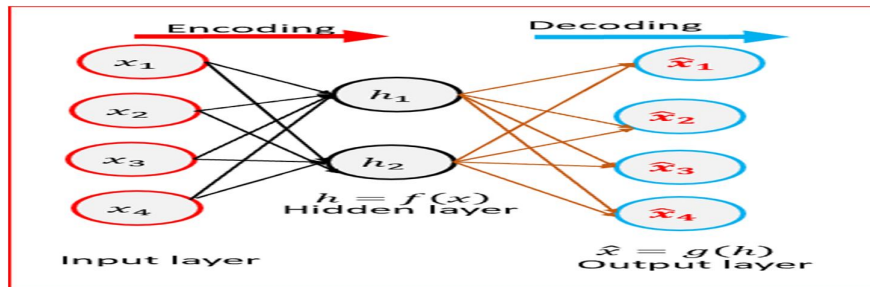 Encoding
Decoding
x₁
x₂
x₃
x₄
h₁
h₂
h = f(x)
Hidden layer
x̂₁
x̂₂
x̂₃
x̂₄
x̂ = g(h)
Output layer
Input layer